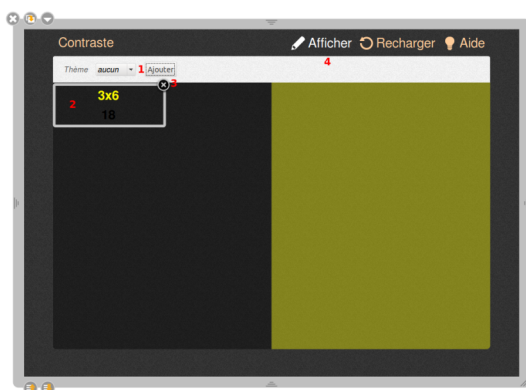 Contraste Afficher Recharger Aide
4
Thème aucun 1 Ajouter
3
3x6
2
18